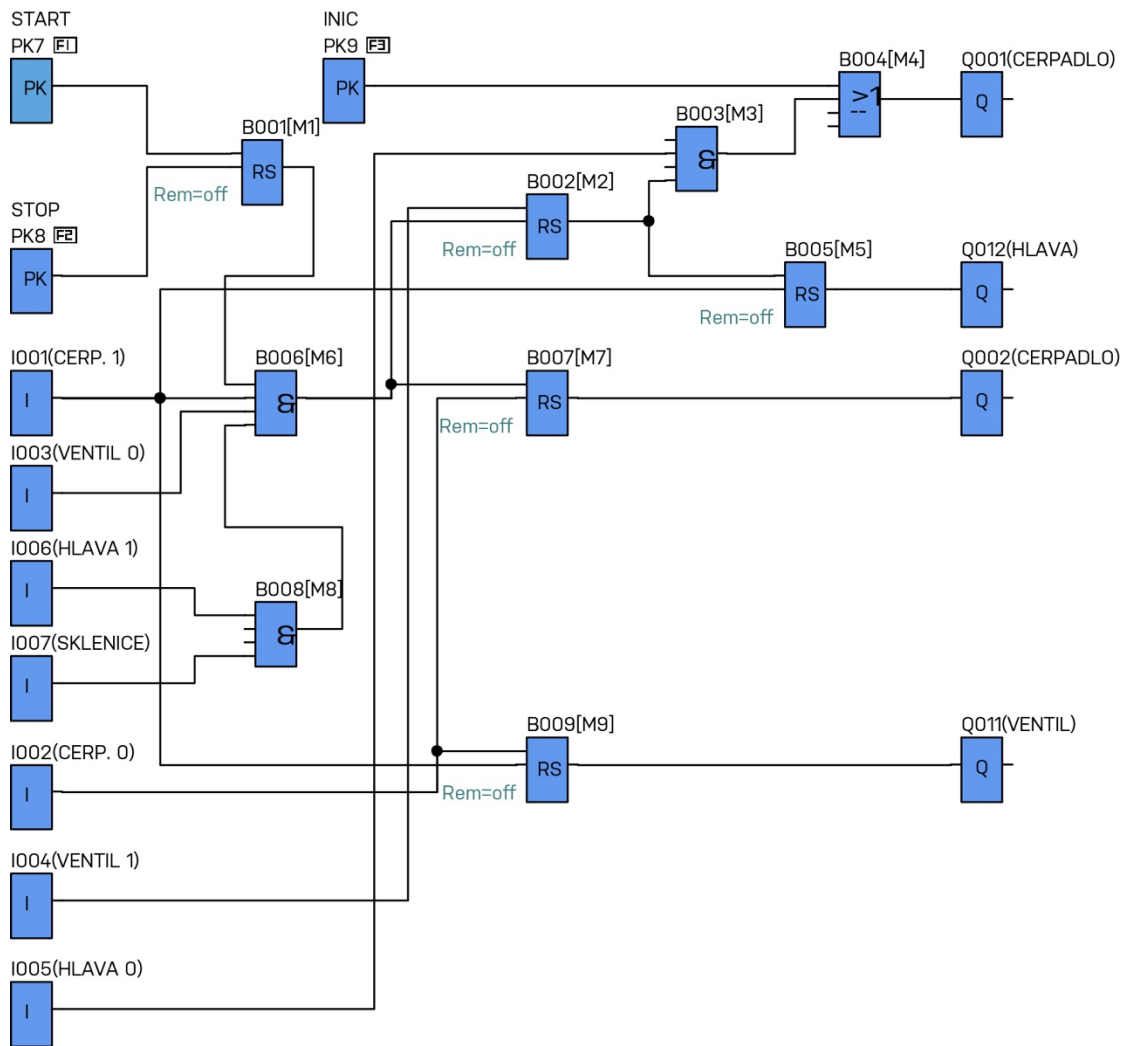 START
PK7 F1
PK
INIC
PK9 F3
PK
B004[M4]
≥1
Q001(CERPADLO)
Q
B003[M3]
&
B001[M1]
RS
Rem=off
B002[M2]
RS
Rem=off
STOP
PK8 F2
PK
B005[M5]
RS
Rem=off
Q012(HLAVA)
Q
I001(CERP. 1)
I
B006[M6]
&
B007[M7]
RS
Rem=off
Q002(CERPADLO)
Q
I003(VENTIL 0)
I
I006(HLAVA 1)
I
B008[M8]
&
I007(SKLENICE)
I
B009[M9]
RS
Rem=off
Q011(VENTIL)
Q
I002(CERP. 0)
I
I004(VENTIL 1)
I
I005(HLAVA 0)
I